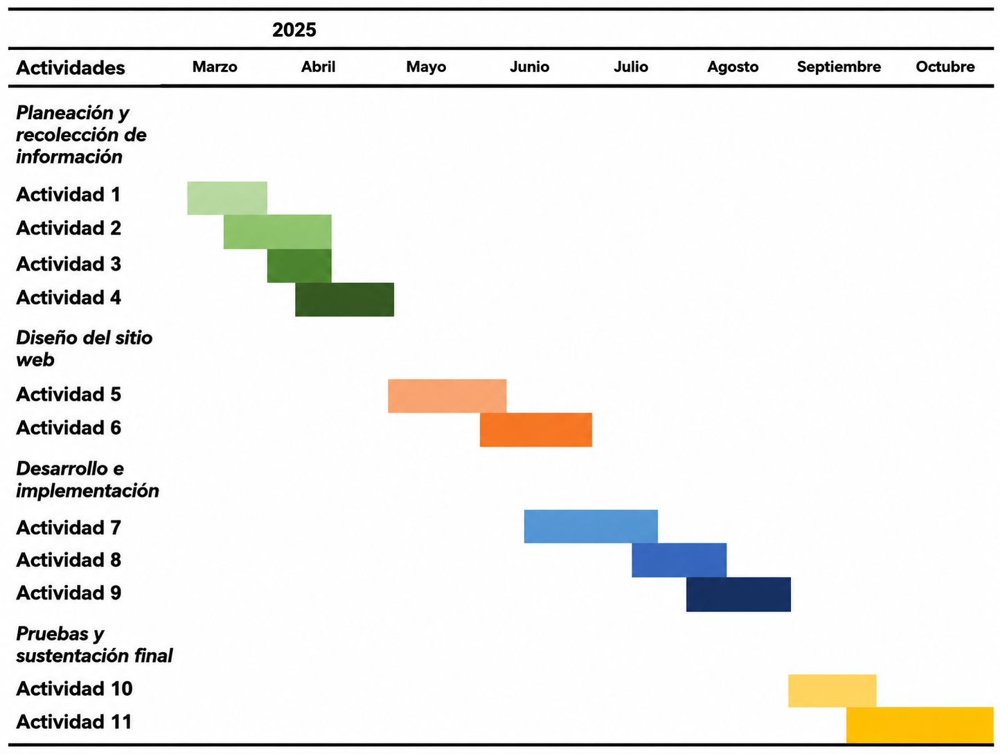 2025
Actividades Marzo Abril Mayo Junio Julio Agosto Septiembre Octubre
Planeación y
recolección de
información
Actividad 1
Actividad 2
Actividad 3
Actividad 4
Diseño del sitio
web
Actividad 5
Actividad 6
Desarrollo e
implementación
Actividad 7
Actividad 8
Actividad 9
Pruebas y
sustentación final
Actividad 10
Actividad 11